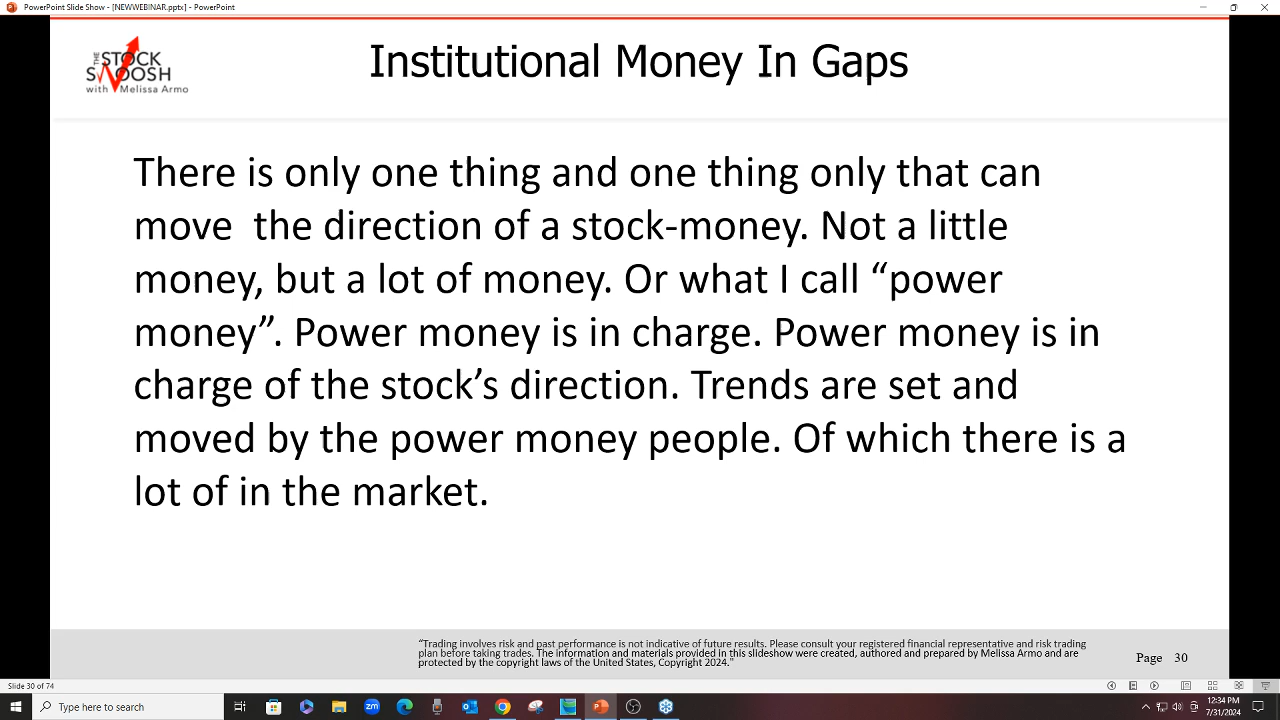 PowerPoint Slide Show - [NEWWEBINAR.pptx] - PowerPoint
THE
STOCK
SWOOSH
with Melissa Armo
Institutional Money In Gaps
There is only one thing and one thing only that can
move  the direction of a stock-money. Not a little
money, but a lot of money. Or what I call “power
money”. Power money is in charge. Power money is in
charge of the stock’s direction. Trends are set and
moved by the power money people. Of which there is a
lot of in the market.
“Trading involves risk and past performance is not indicative of future results. Please consult your registered financial representative and risk trading
plan before taking trades. The information and materials provided in this slideshow were created, authored and prepared by Melissa Armo and are
protected by the copyright laws of the United States, Copyright 2024."
Page 30
Slide 30 of 74
Type here to search
zm
12:34 PM
7/31/2024